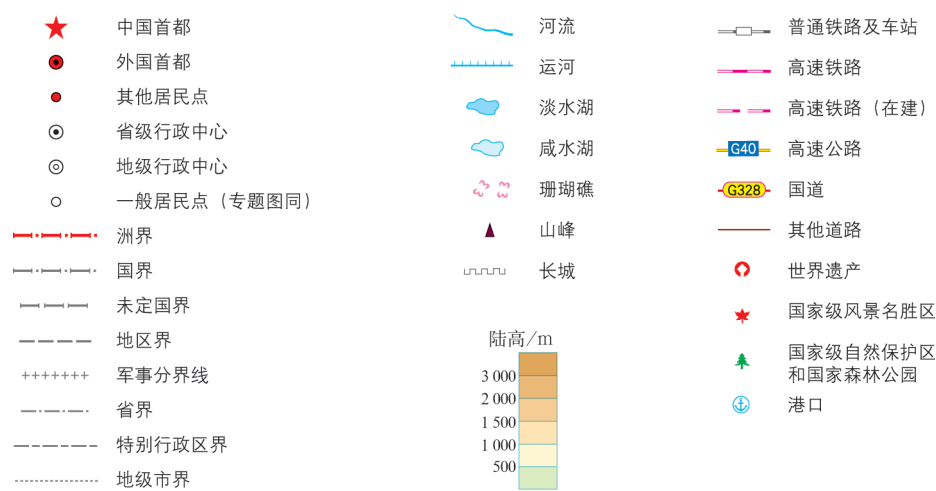 中国首都
外国首都
其他居民点
省级行政中心
地级行政中心
一般居民点（专题图同）
洲界
国界
未定国界
地区界
军事分界线
省界
特别行政区界
地级市界
河流
运河
淡水湖
咸水湖
珊瑚礁
山峰
长城
陆高/m
3 000
2 000
1 500
1 000
500
普通铁路及车站
高速铁路
高速铁路（在建）
G40 高速公路
G328 国道
其他道路
世界遗产
国家级风景名胜区
国家级自然保护区
和国家森林公园
港口